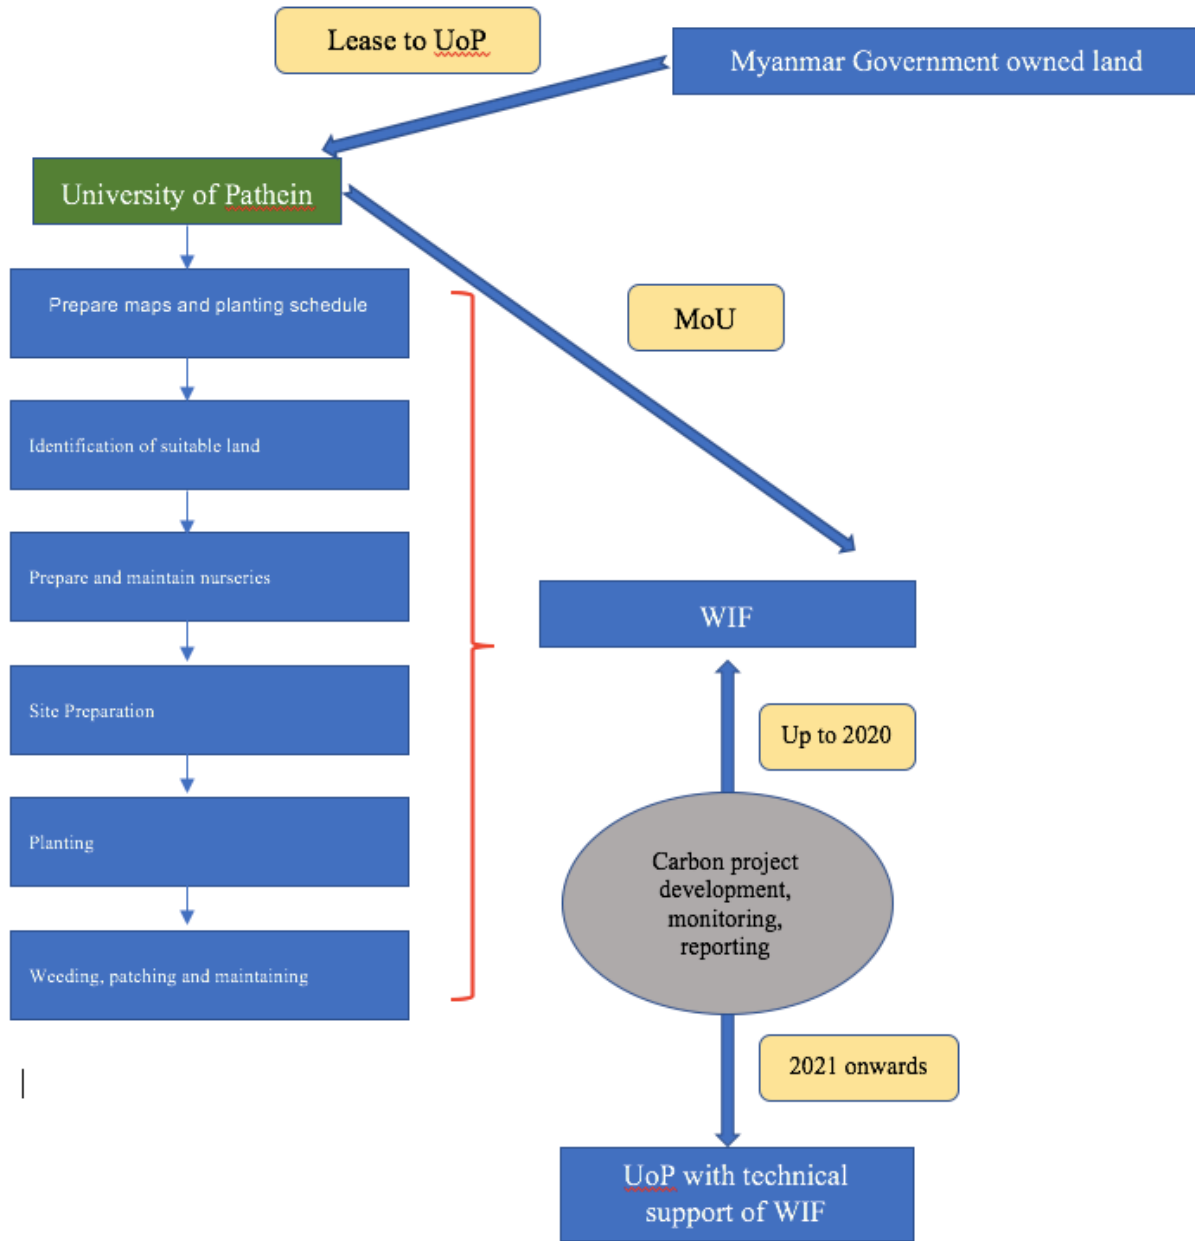 Lease to UoP
Myanmar Government owned land
University of Pathein
Prepare maps and planting schedule
MoU
Identification of suitable land
Prepare and maintain nurseries
WIF
Site Preparation
Up to 2020
Planting
Carbon project
development,
monitoring,
reporting
Weeding, patching and maintaining
2021 onwards
UoP with technical
support of WIF